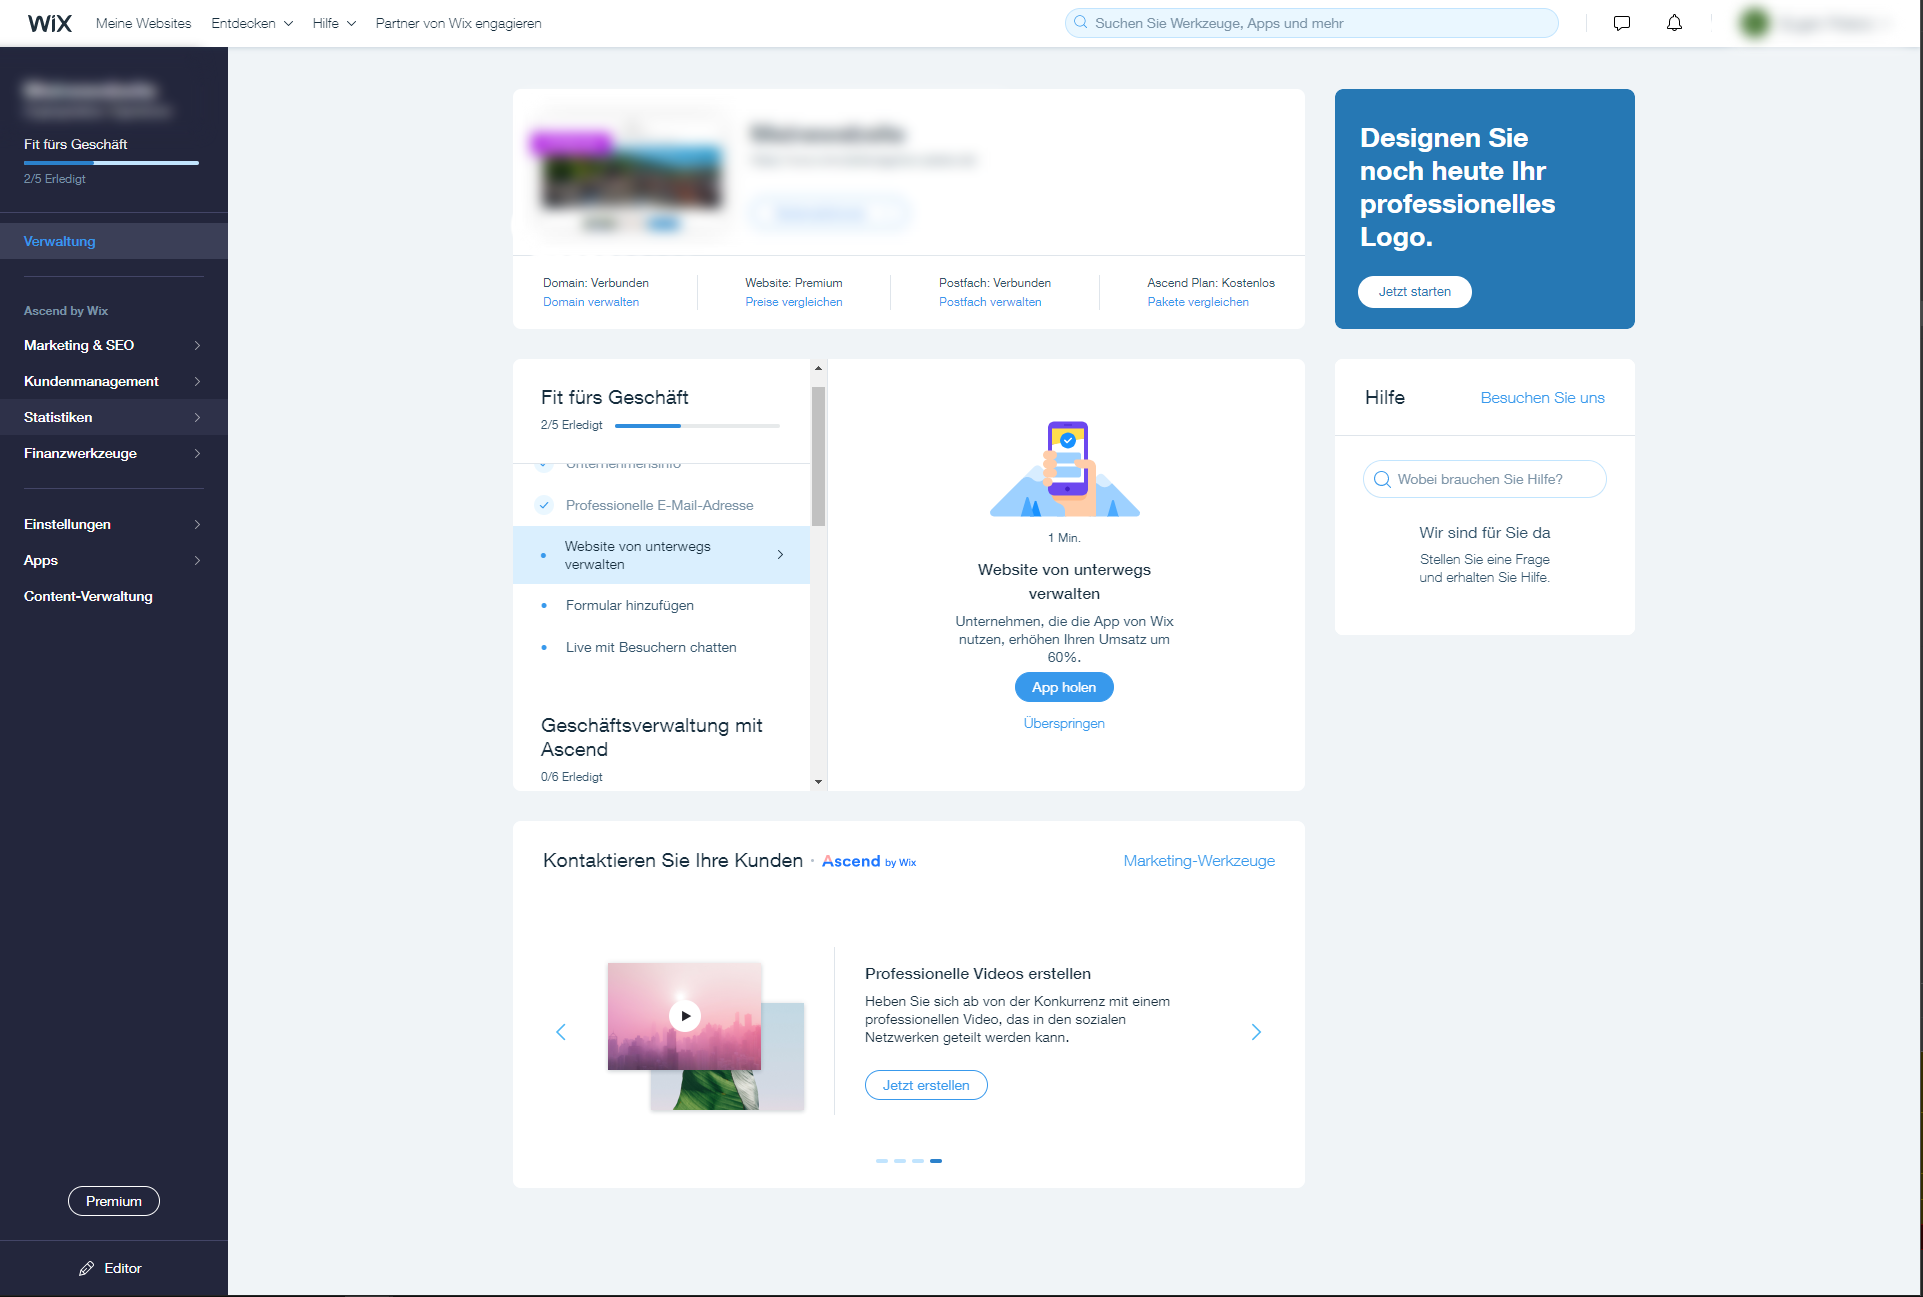 WiX
Meine Websites
Entdecken
Hilfe
Partner von Wix engagieren
Suchen Sie Werkzeuge, Apps und mehr
Fit fürs Geschäft
2/5 Erledigt
Verwaltung
Ascend by Wix
Marketing & SEO
Kundenmanagement
Statistiken
Finanzwerkzeuge
Einstellungen
Apps
Content-Verwaltung
Premium
Editor
Domain: Verbunden
Domain verwalten
Website: Premium
Preise vergleichen
Postfach: Verbunden
Postfach verwalten
Ascend Plan: Kostenlos
Pakete vergleichen
Designen Sie
noch heute Ihr
professionelles
Logo.
Jetzt starten
Fit fürs Geschäft
2/5 Erledigt
Unternehmensinfo
Professionelle E-Mail-Adresse
Website von unterwegs
verwalten
Formular hinzufügen
Live mit Besuchern chatten
Geschäftsverwaltung mit
Ascend
0/6 Erledigt
1 Min.
Website von unterwegs
verwalten
Unternehmen, die die App von Wix
nutzen, erhöhen Ihren Umsatz um
60%.
App holen
Überspringen
Hilfe
Besuchen Sie uns
Wobei brauchen Sie Hilfe?
Wir sind für Sie da
Stellen Sie eine Frage
und erhalten Sie Hilfe.
Kontaktieren Sie Ihre Kunden · Ascend by Wix
Marketing-Werkzeuge
Professionelle Videos erstellen
Heben Sie sich ab von der Konkurrenz mit einem
professionellen Video, das in den sozialen
Netzwerken geteilt werden kann.
Jetzt erstellen